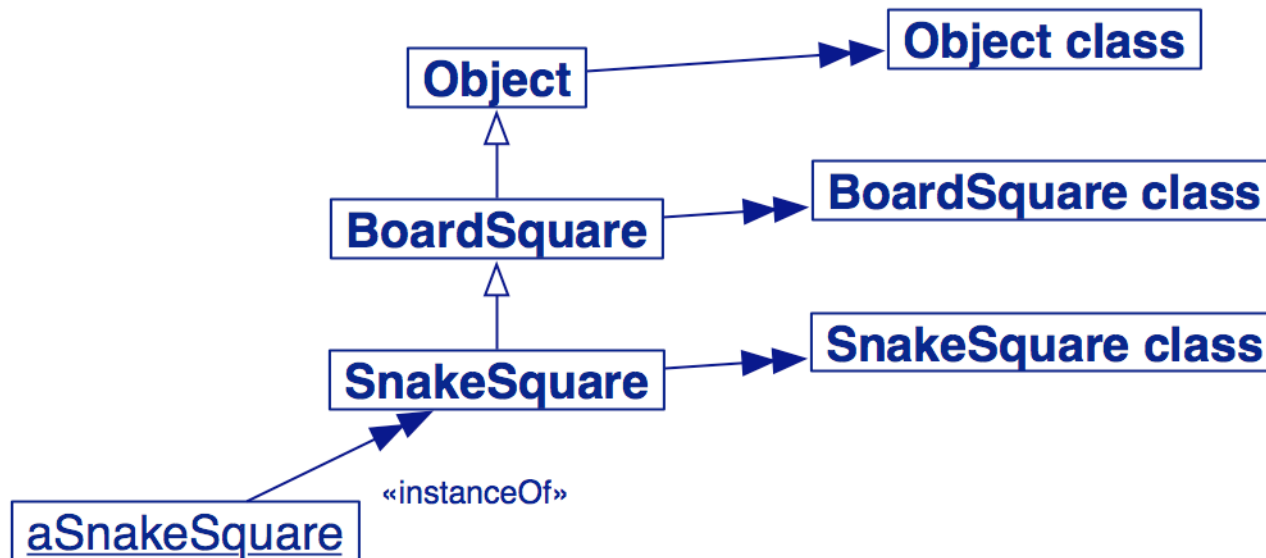 Object class
Object
BoardSquare class
BoardSquare
SnakeSquare class
SnakeSquare
«instanceOf»
aSnakeSquare